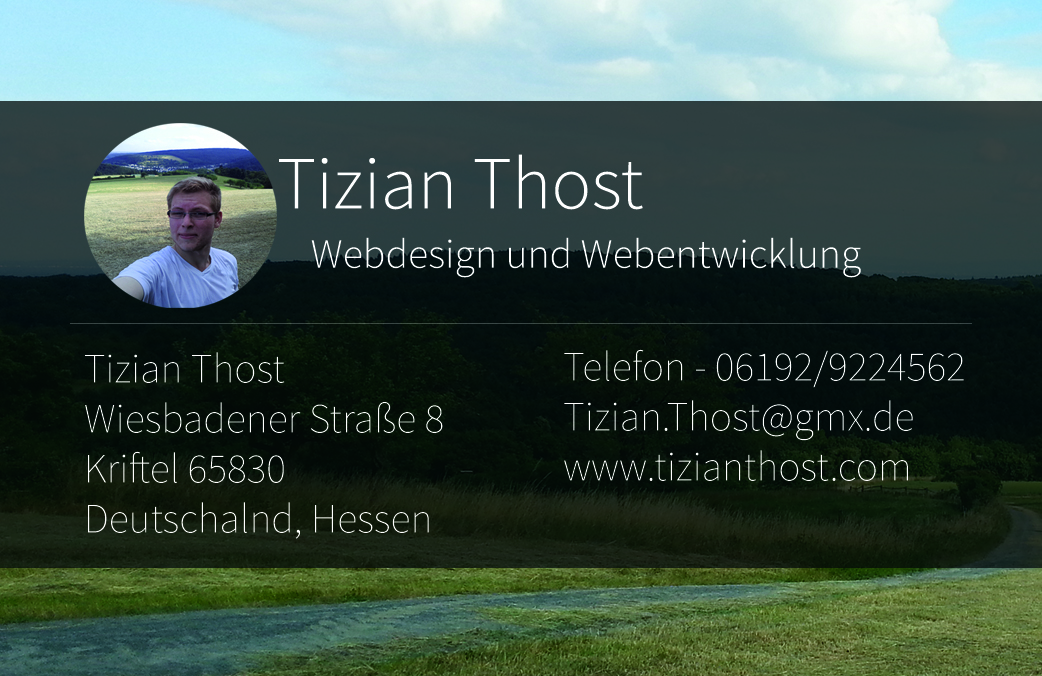 Tizian Thost
Webdesign und Webentwicklung
Tizian Thost
Wiesbadener Straße 8
Kriftel 65830
Deutschalnd, Hessen
Telefon - 06192/9224562
Tizian.Thost@gmx.de
www.tizianthost.com